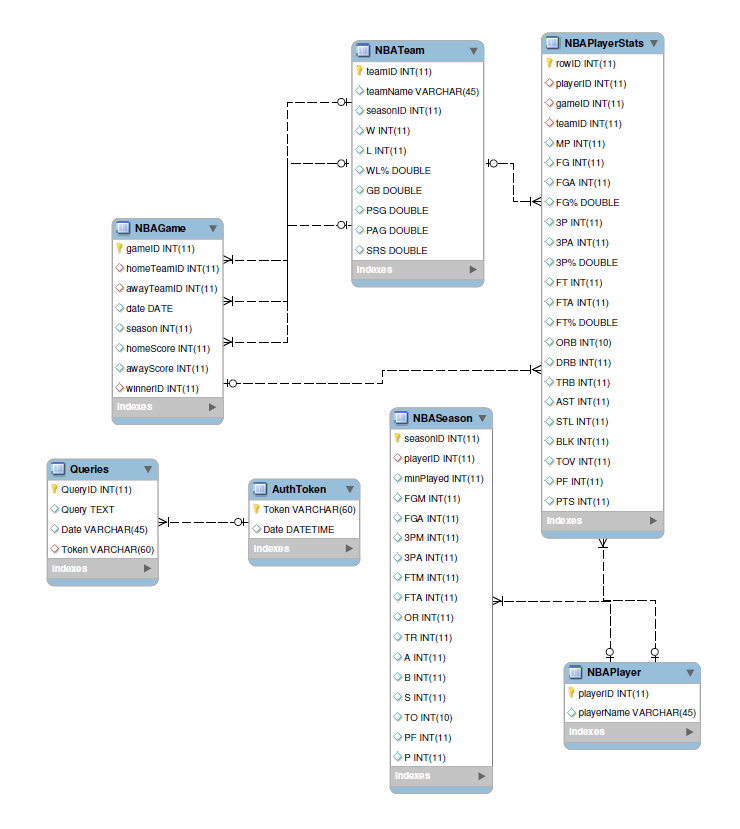 NBATeam
teamID INT(11)
teamName VARCHAR(45)
seasonID INT(11)
W INT(11)
L INT(11)
WL% DOUBLE
GB DOUBLE
PSG DOUBLE
PAG DOUBLE
SRS DOUBLE
Indexes
NBAPlayerStats
rowID INT(11)
playerID INT(11)
gameID INT(11)
teamID INT(11)
MP INT(11)
FG INT(11)
FGA INT(11)
FG% DOUBLE
3P INT(11)
3PA INT(11)
3P% DOUBLE
FT INT(11)
FTA INT(11)
FT% DOUBLE
ORB INT(10)
DRB INT(11)
TRB INT(11)
AST INT(11)
STL INT(11)
BLK INT(11)
TOV INT(11)
PF INT(11)
PTS INT(11)
Indexes
NBAGame
gameID INT(11)
homeTeamID INT(11)
awayTeamID INT(11)
date DATE
season INT(11)
homeScore INT(11)
awayScore INT(11)
winnerID INT(11)
Indexes
NBASeason
seasonID INT(11)
playerID INT(11)
minPlayed INT(11)
FGM INT(11)
FGA INT(11)
3PM INT(11)
3PA INT(11)
FTM INT(11)
FTA INT(11)
OR INT(11)
TR INT(11)
A INT(11)
B INT(11)
S INT(11)
TO INT(10)
PF INT(11)
P INT(11)
Indexes
Queries
QueryID INT(11)
Query TEXT
Date VARCHAR(45)
Token VARCHAR(60)
Indexes
AuthToken
Token VARCHAR(60)
Date DATETIME
Indexes
NBAPlayer
playerID INT(11)
playerName VARCHAR(45)
Indexes